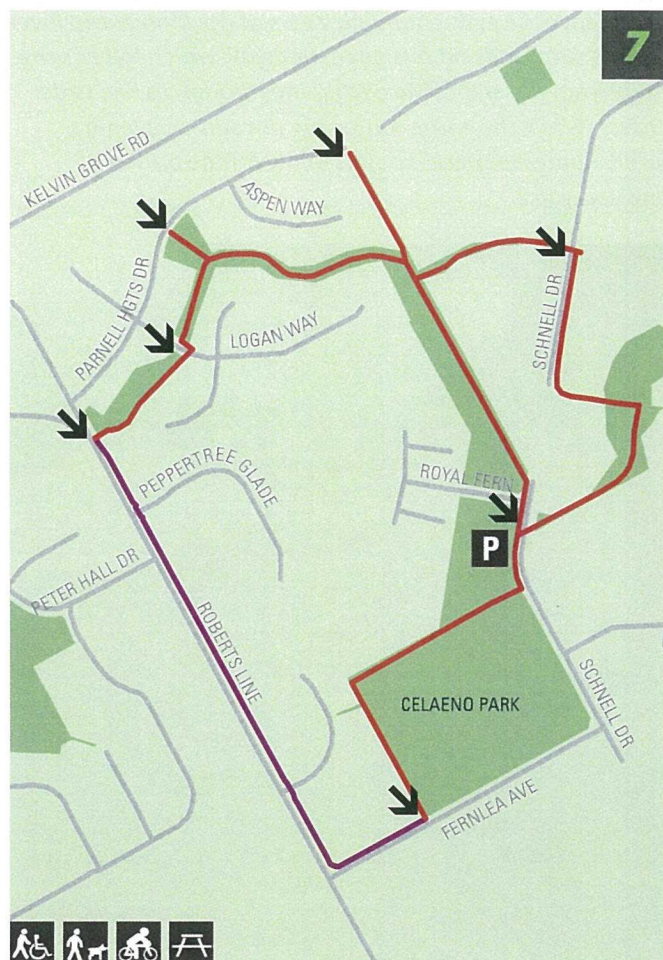 7
KELVIN GROVE RD
ASPEN WAY
PARNELL HGTS DR
SCHNELL DR
LOGAN WAY
PEPPERTREE GLADE
ROYAL FERN
P
PETER HALL DR
ROBERTS LINE
CELAENO PARK
SCHNELL DR
FERNLEA AVE